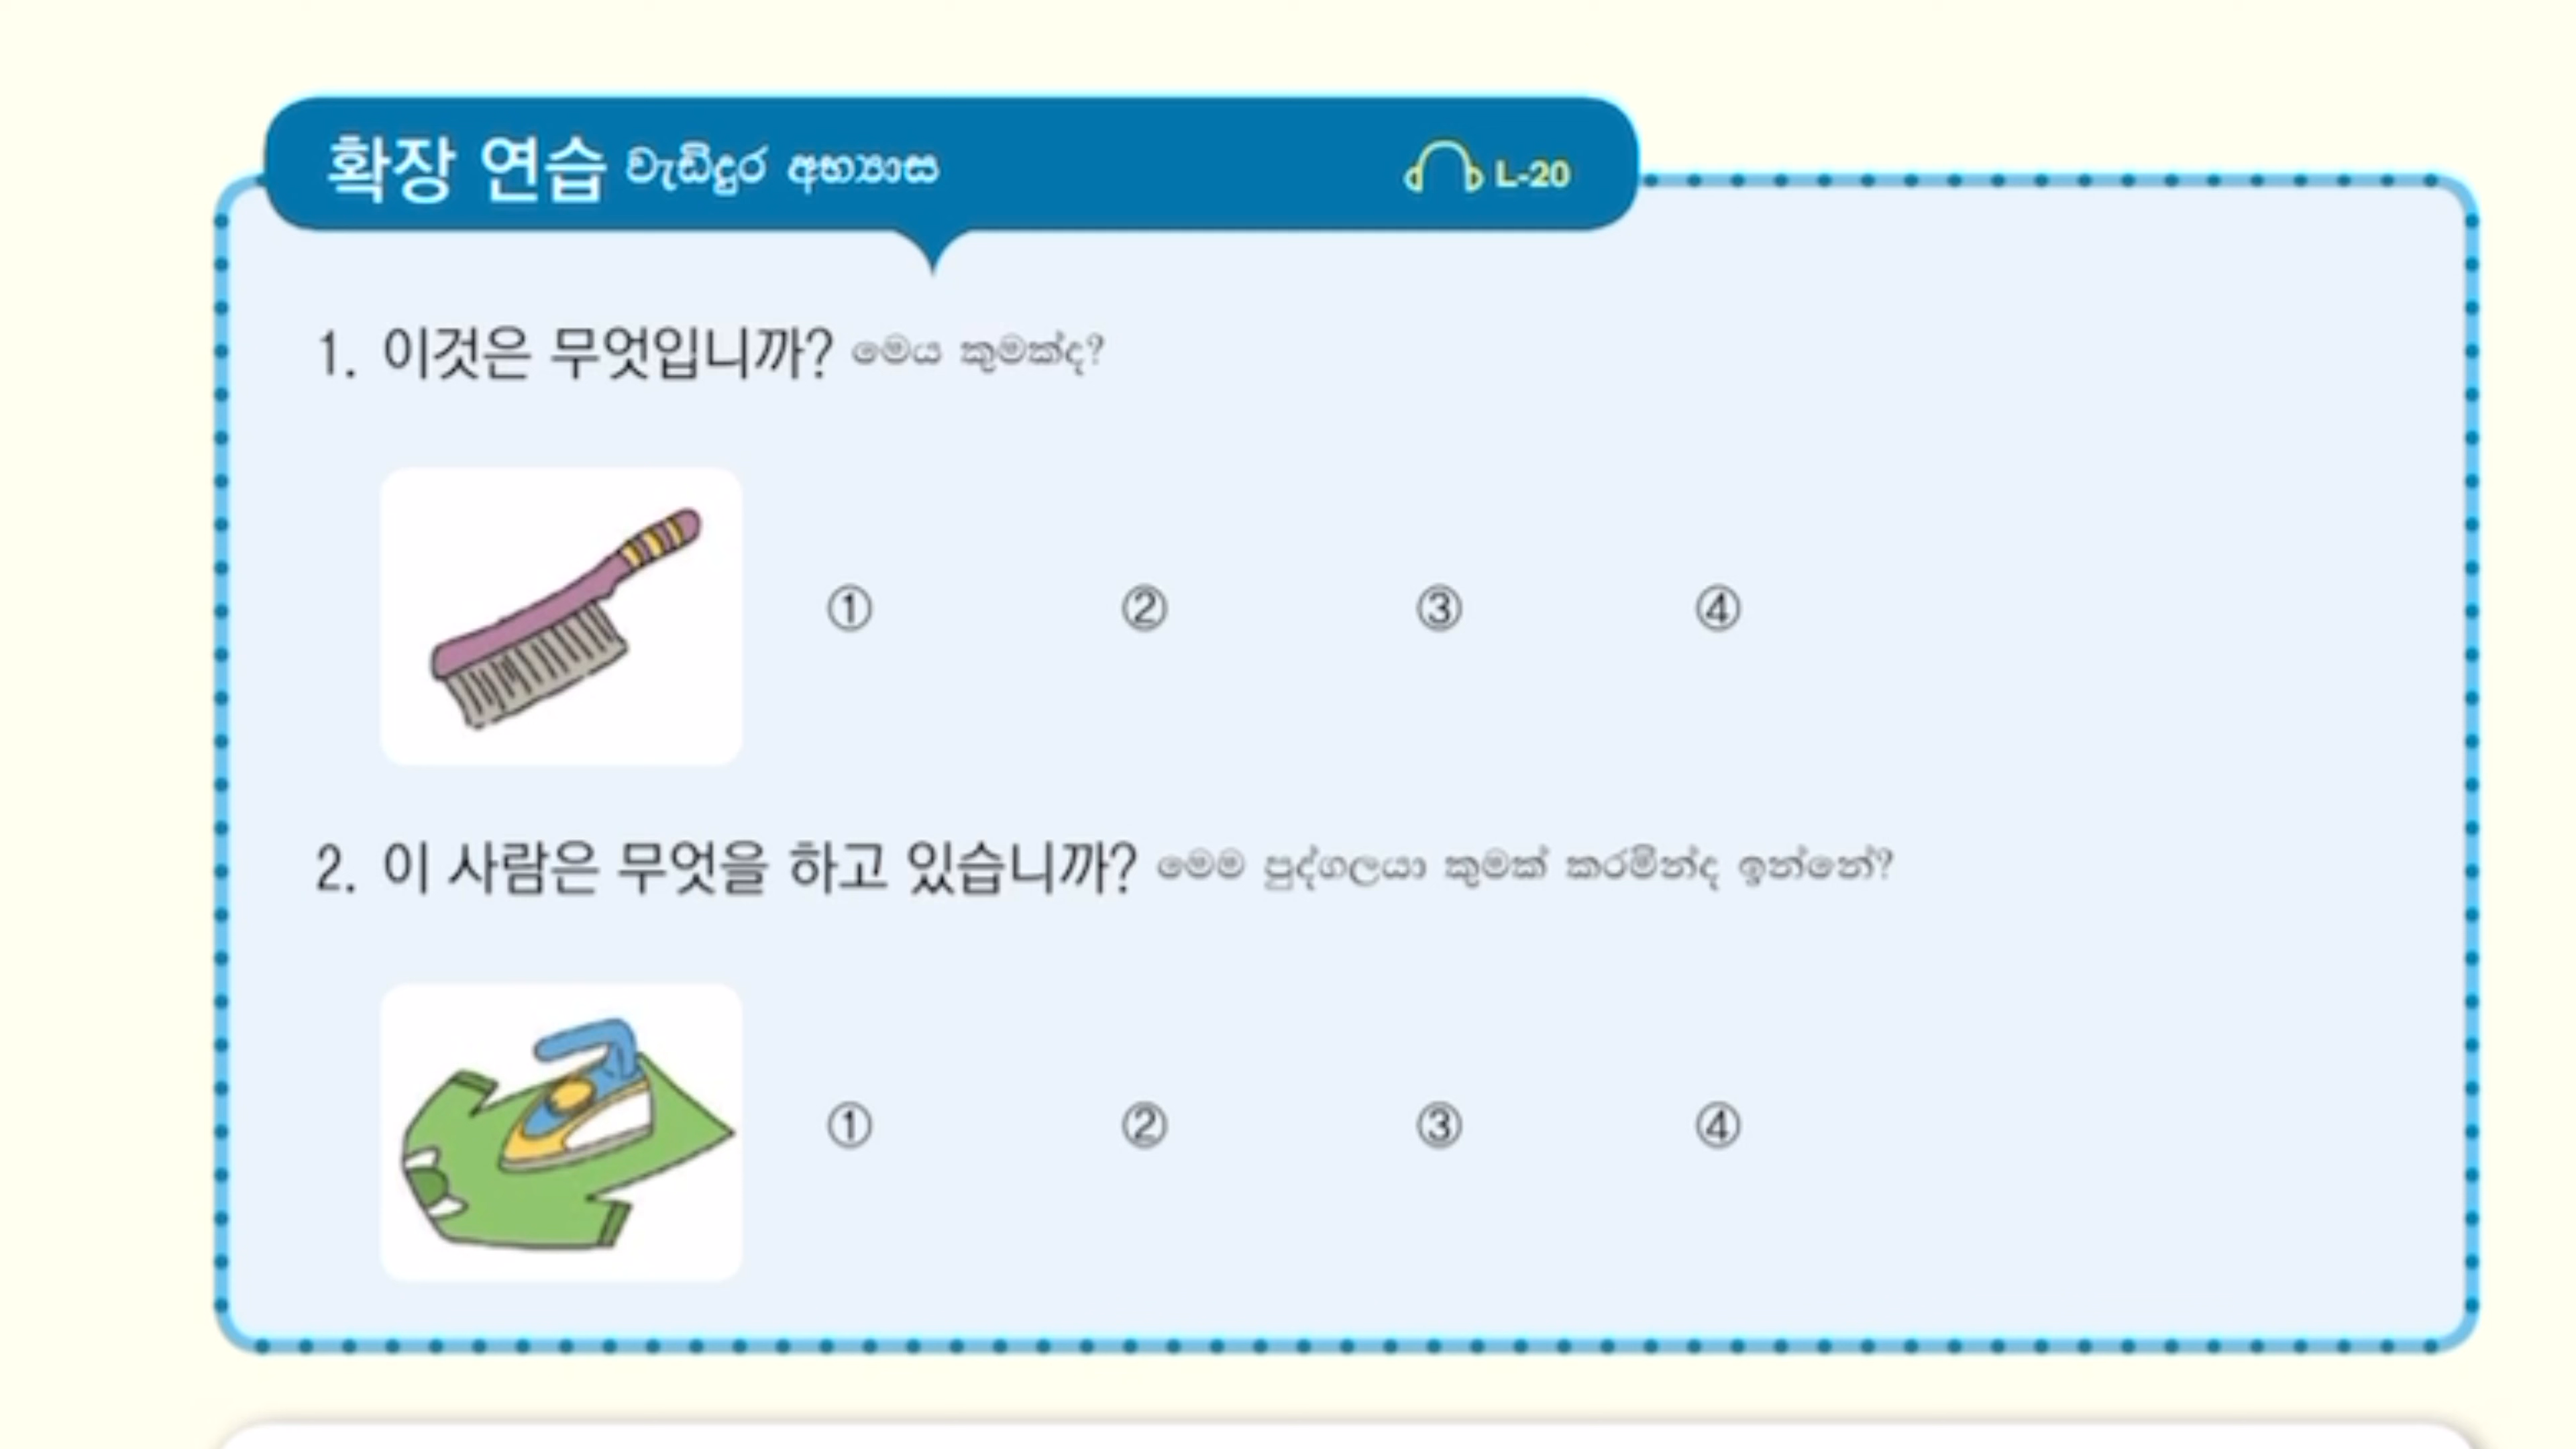 확장 연습 වැඩිදුර අභ්‍යාස L-20
1. 이것은 무엇입니까? මෙය කුමක්ද?
① ② ③ ④
2. 이 사람은 무엇을 하고 있습니까? මෙම පුද්ගලයා කුමක් කරමින්ද ඉන්නේ?
① ② ③ ④